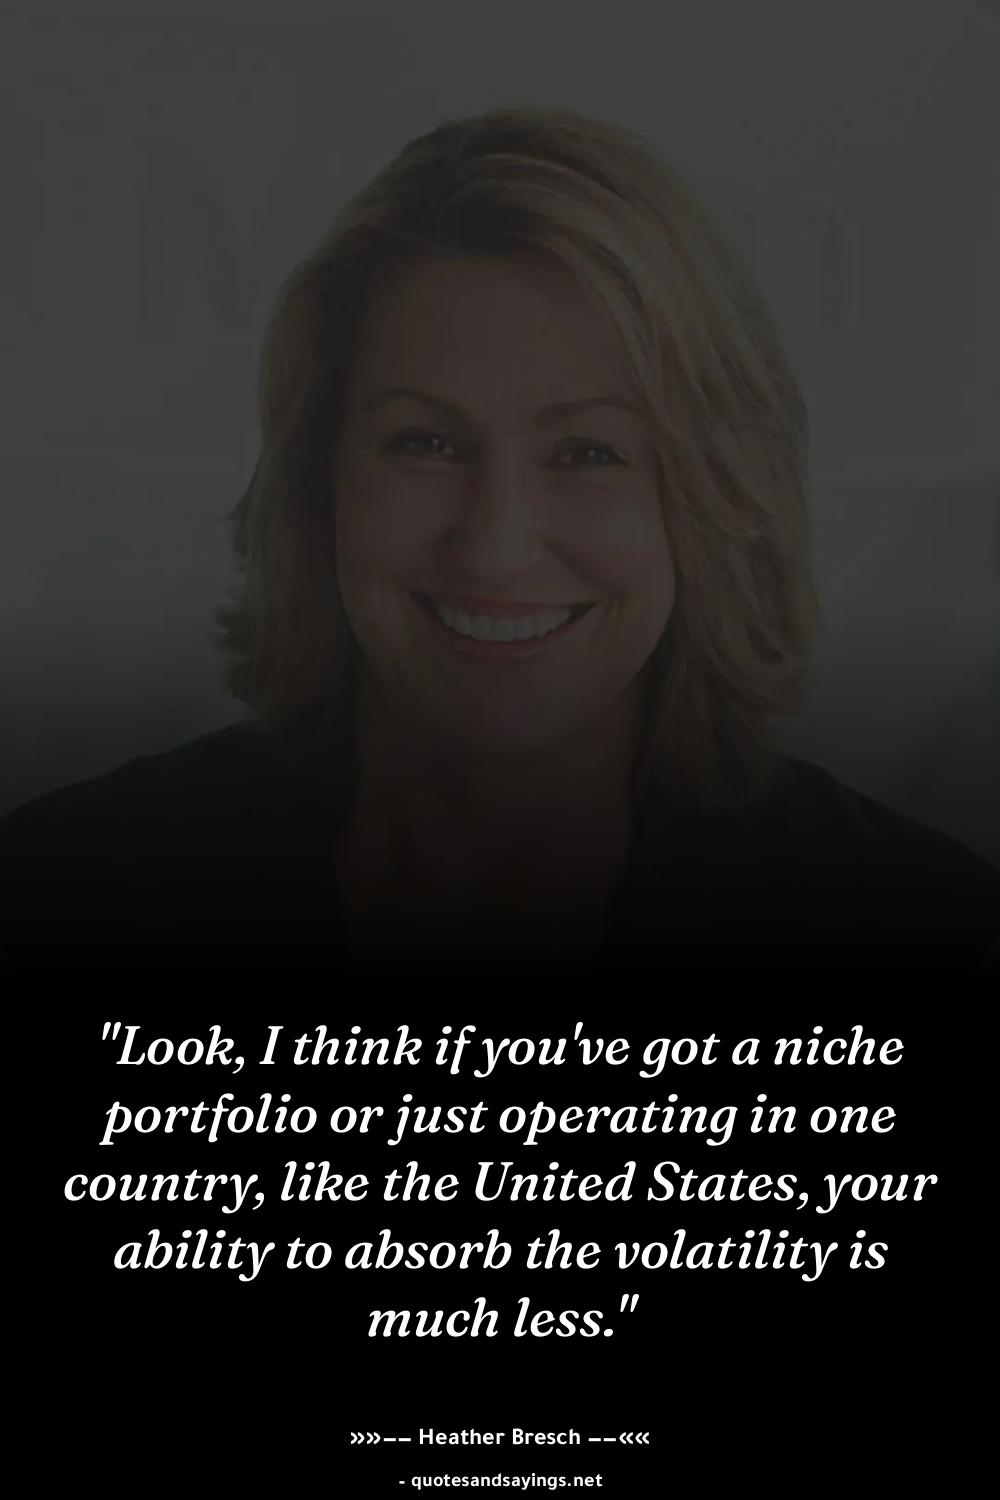 "Look, I think if you've got a niche
portfolio or just operating in one
country, like the United States, your
ability to absorb the volatility is
much less."
»»–– Heather Bresch ––««
- quotesandsayings.net